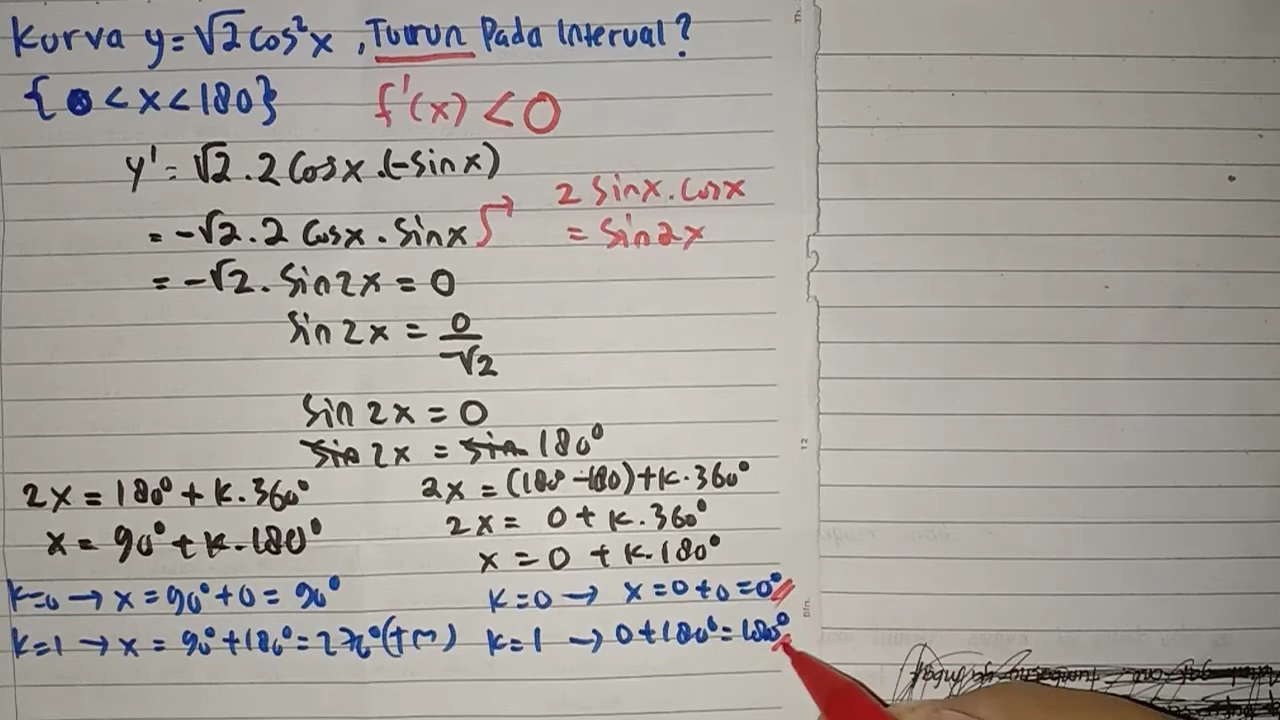 Kurva y = √2 cos²x , Turun Pada Interval ?
{ 0 < x < 180 } f'(x) < 0
y' = √2 . 2 cos x . (-sin x)
= -√2 . 2 cos x . sin x → 2 sin x . cos x
= sin 2x
= -√2 . sin 2x = 0
sin 2x = 0/-√2
sin 2x = 0
sin 2x = sin 180°
2x = 180° + k . 360°
x = 90° + k . 180°
k=0 → x = 90° + 0 = 90°
k=1 → x = 90° + 180° = 270° (tm)
2x = (180 - 180) + k . 360°
2x = 0 + k . 360°
x = 0 + k . 180°
k=0 → x = 0 + 0 = 0°
k=1 → 0 + 180° = 180°
12